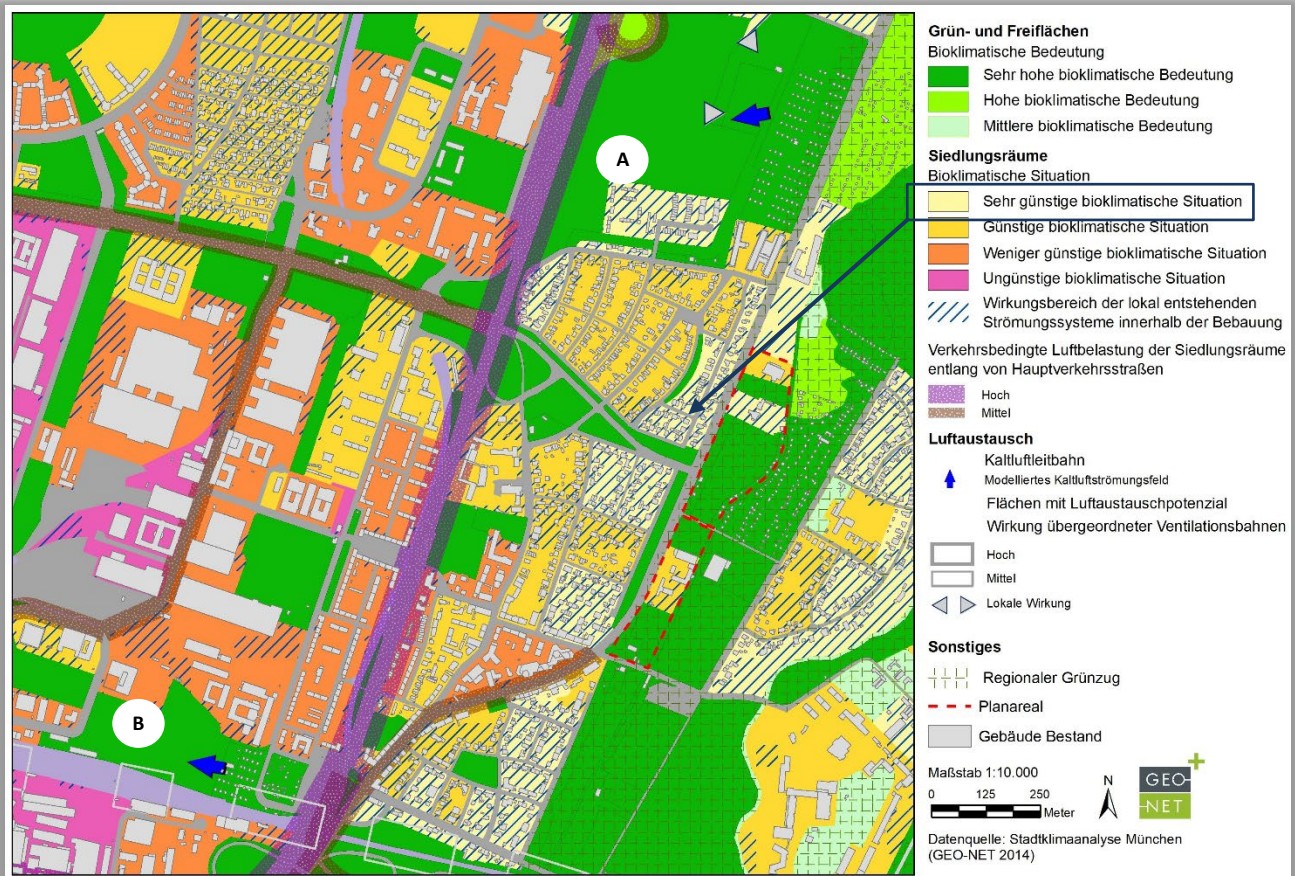 A
B
Grün- und Freiflächen
Bioklimatische Bedeutung
Sehr hohe bioklimatische Bedeutung
Hohe bioklimatische Bedeutung
Mittlere bioklimatische Bedeutung
Siedlungsräume
Bioklimatische Situation
Sehr günstige bioklimatische Situation
Günstige bioklimatische Situation
Weniger günstige bioklimatische Situation
Ungünstige bioklimatische Situation
Wirkungsbereich der lokal entstehenden
Strömungssysteme innerhalb der Bebauung
Verkehrsbedingte Luftbelastung der Siedlungsräume
entlang von Hauptverkehrsstraßen
Hoch
Mittel
Luftaustausch
Kaltluftleitbahn
Modelliertes Kaltluftströmungsfeld
Flächen mit Luftaustauschpotenzial
Wirkung übergeordneter Ventilationsbahnen
Hoch
Mittel
Lokale Wirkung
Sonstiges
Regionaler Grünzug
Planareal
Gebäude Bestand
Maßstab 1:10.000
0 125 250
Meter
N
GEO-
-NET
Datenquelle: Stadtklimaanalyse München
(GEO-NET 2014)